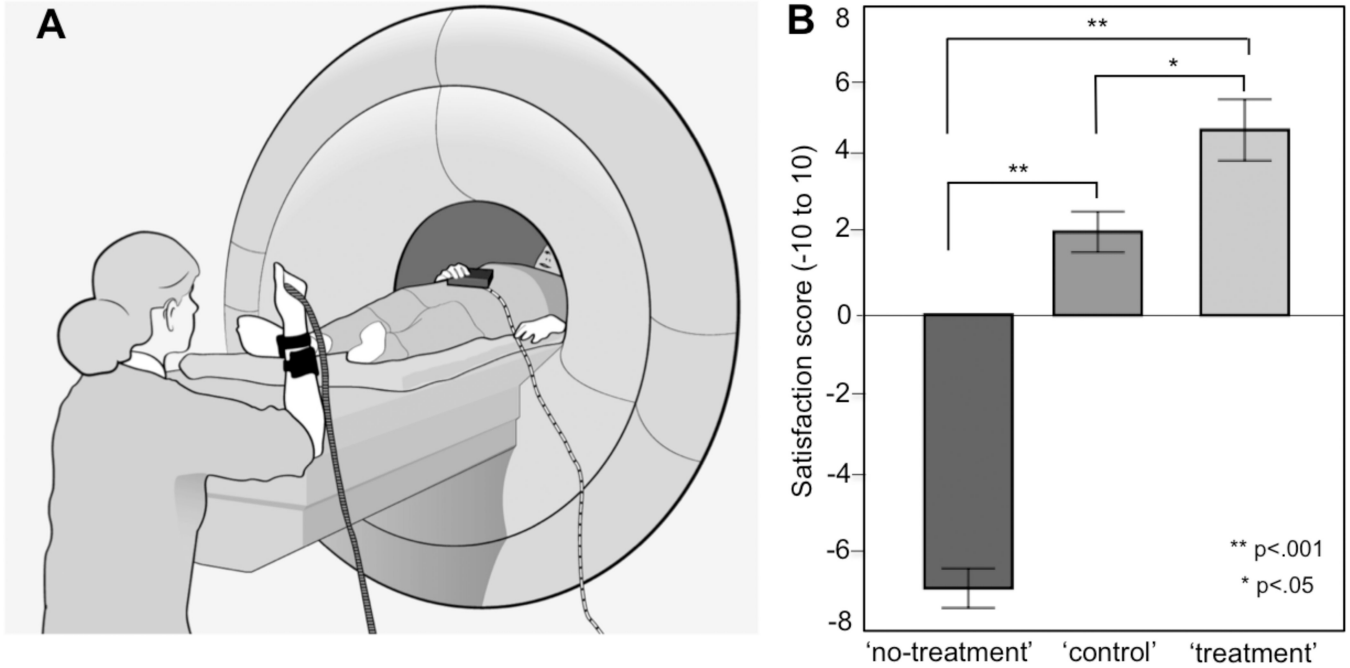 A
B
8
6
4
2
0
-2
-4
-6
-8
Satisfaction score (-10 to 10)
**
*
**
** p<.001
* p<.05
'no-treatment' 'control' 'treatment'